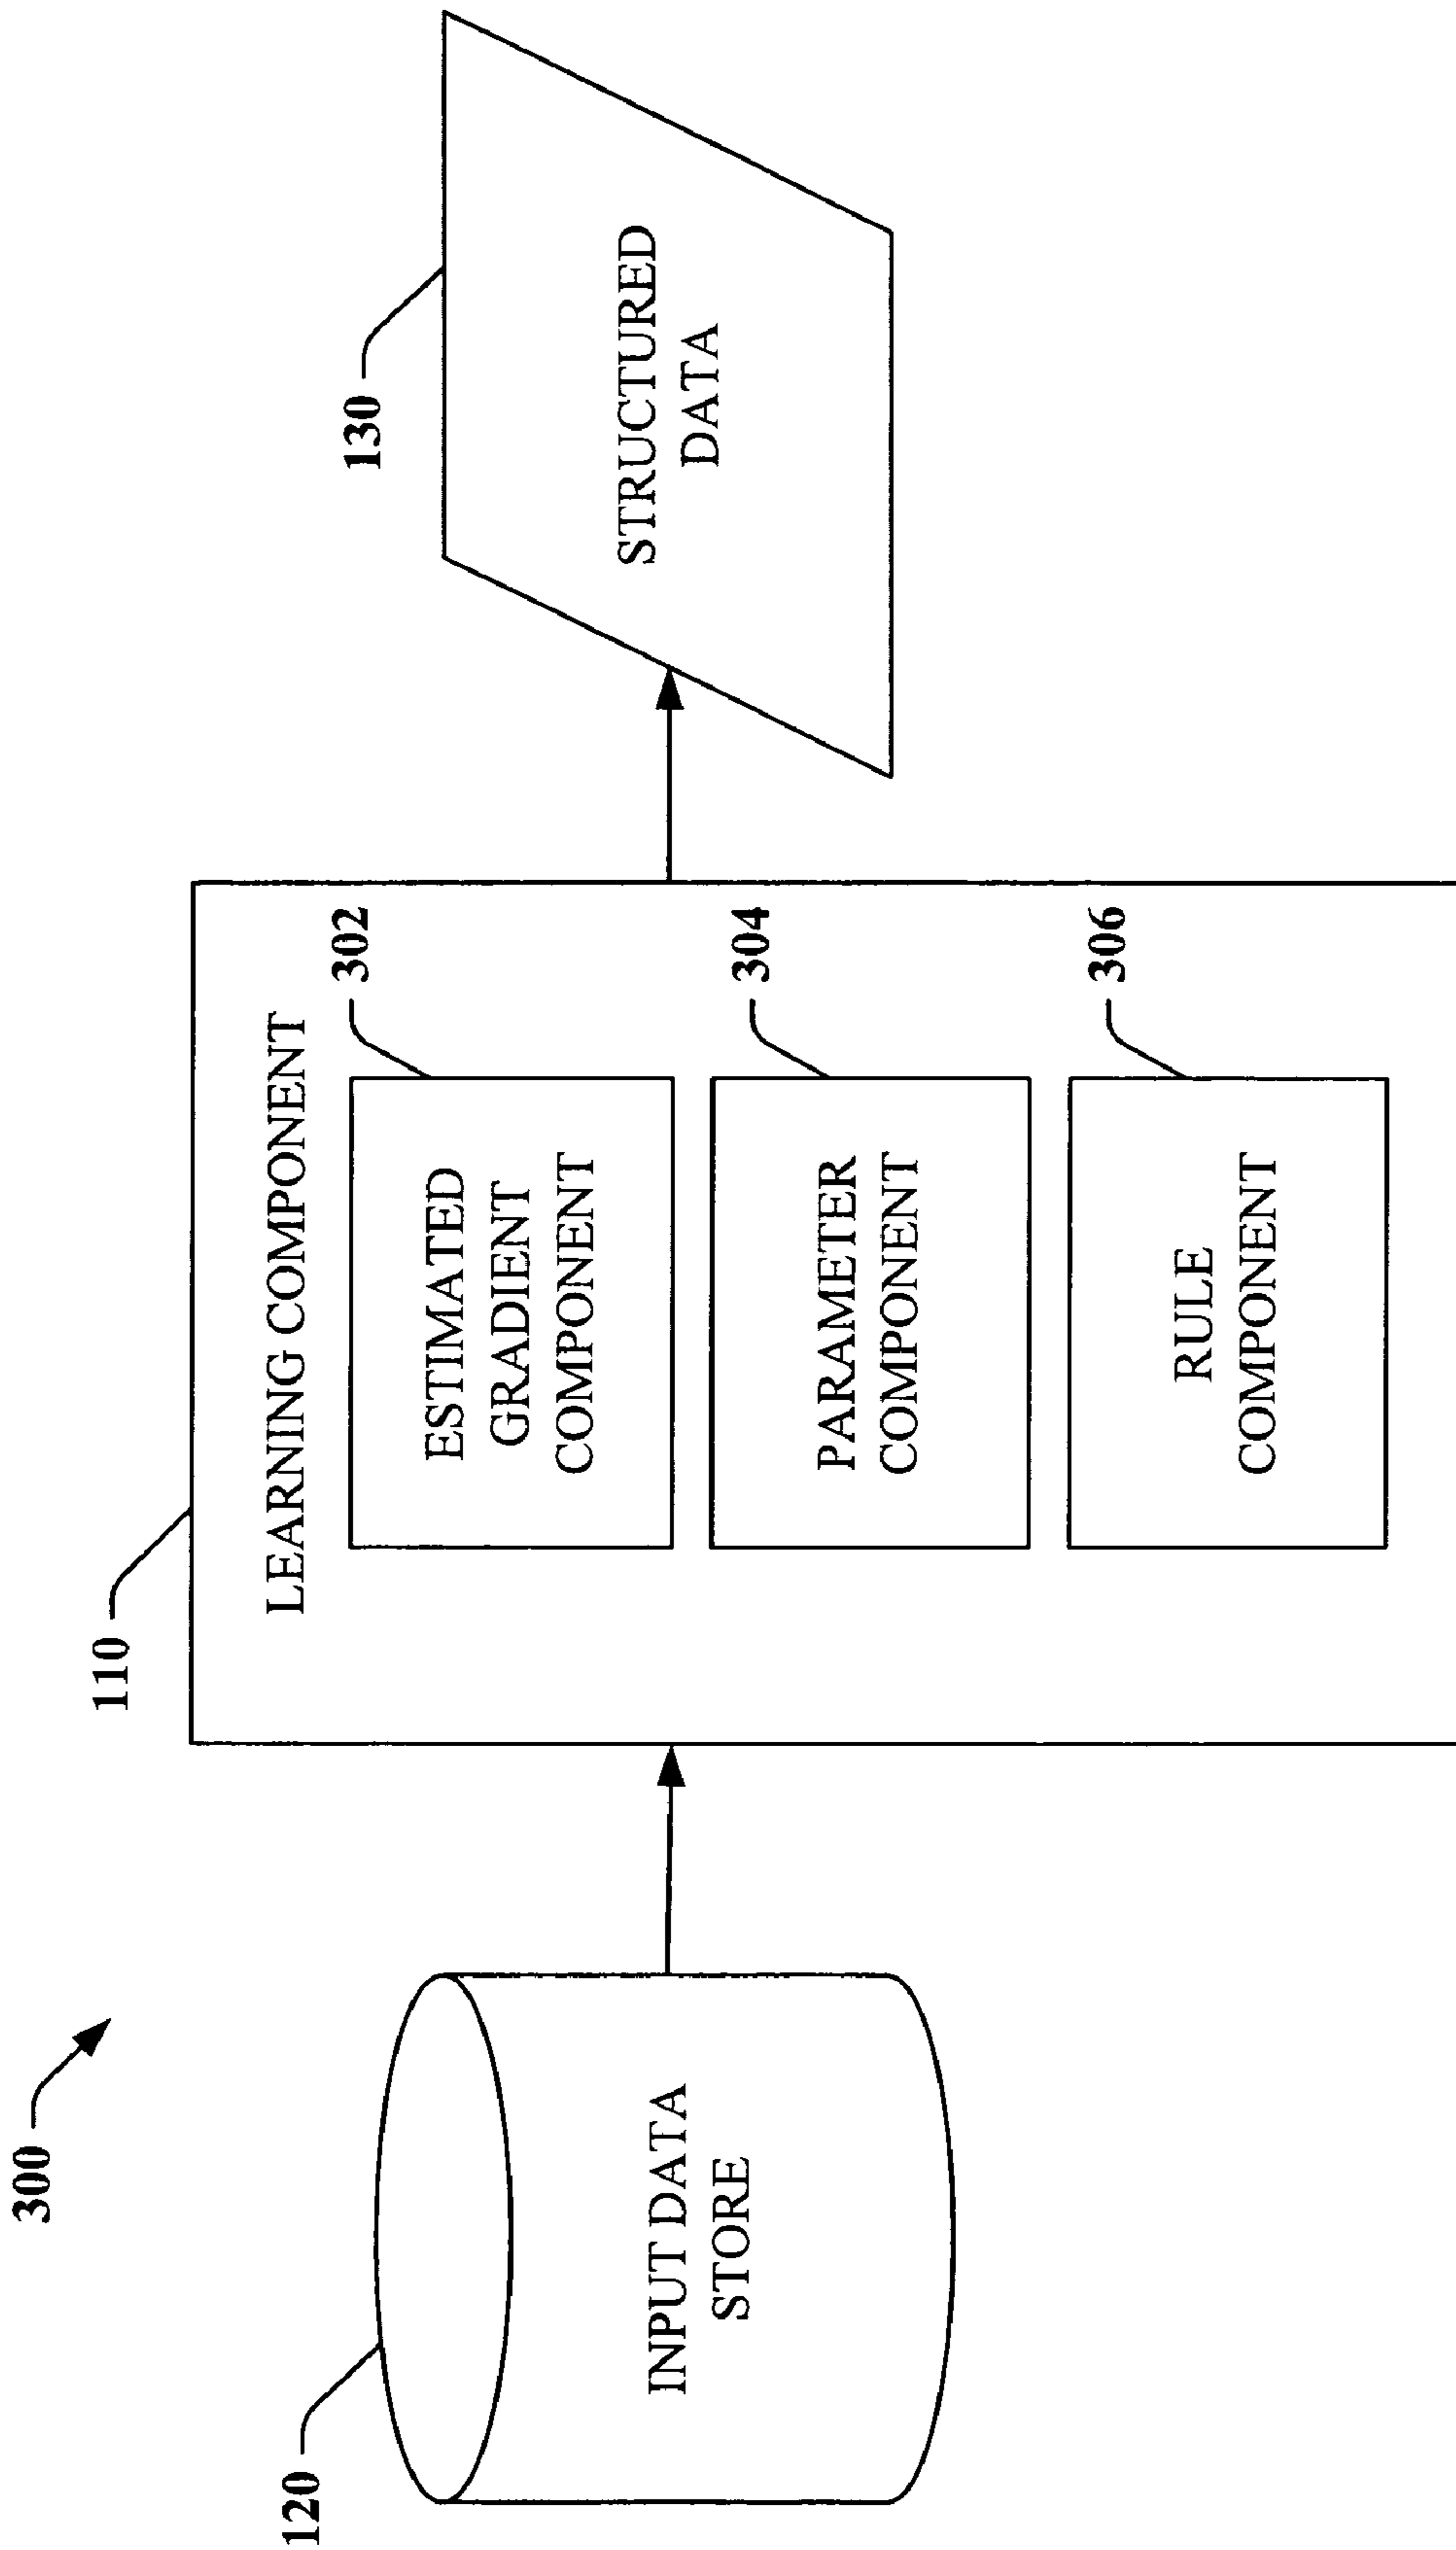 300
110
LEARNING COMPONENT
120
INPUT DATA
STORE
302
ESTIMATED
GRADIENT
COMPONENT
304
PARAMETER
COMPONENT
306
RULE
COMPONENT
130
STRUCTURED
DATA